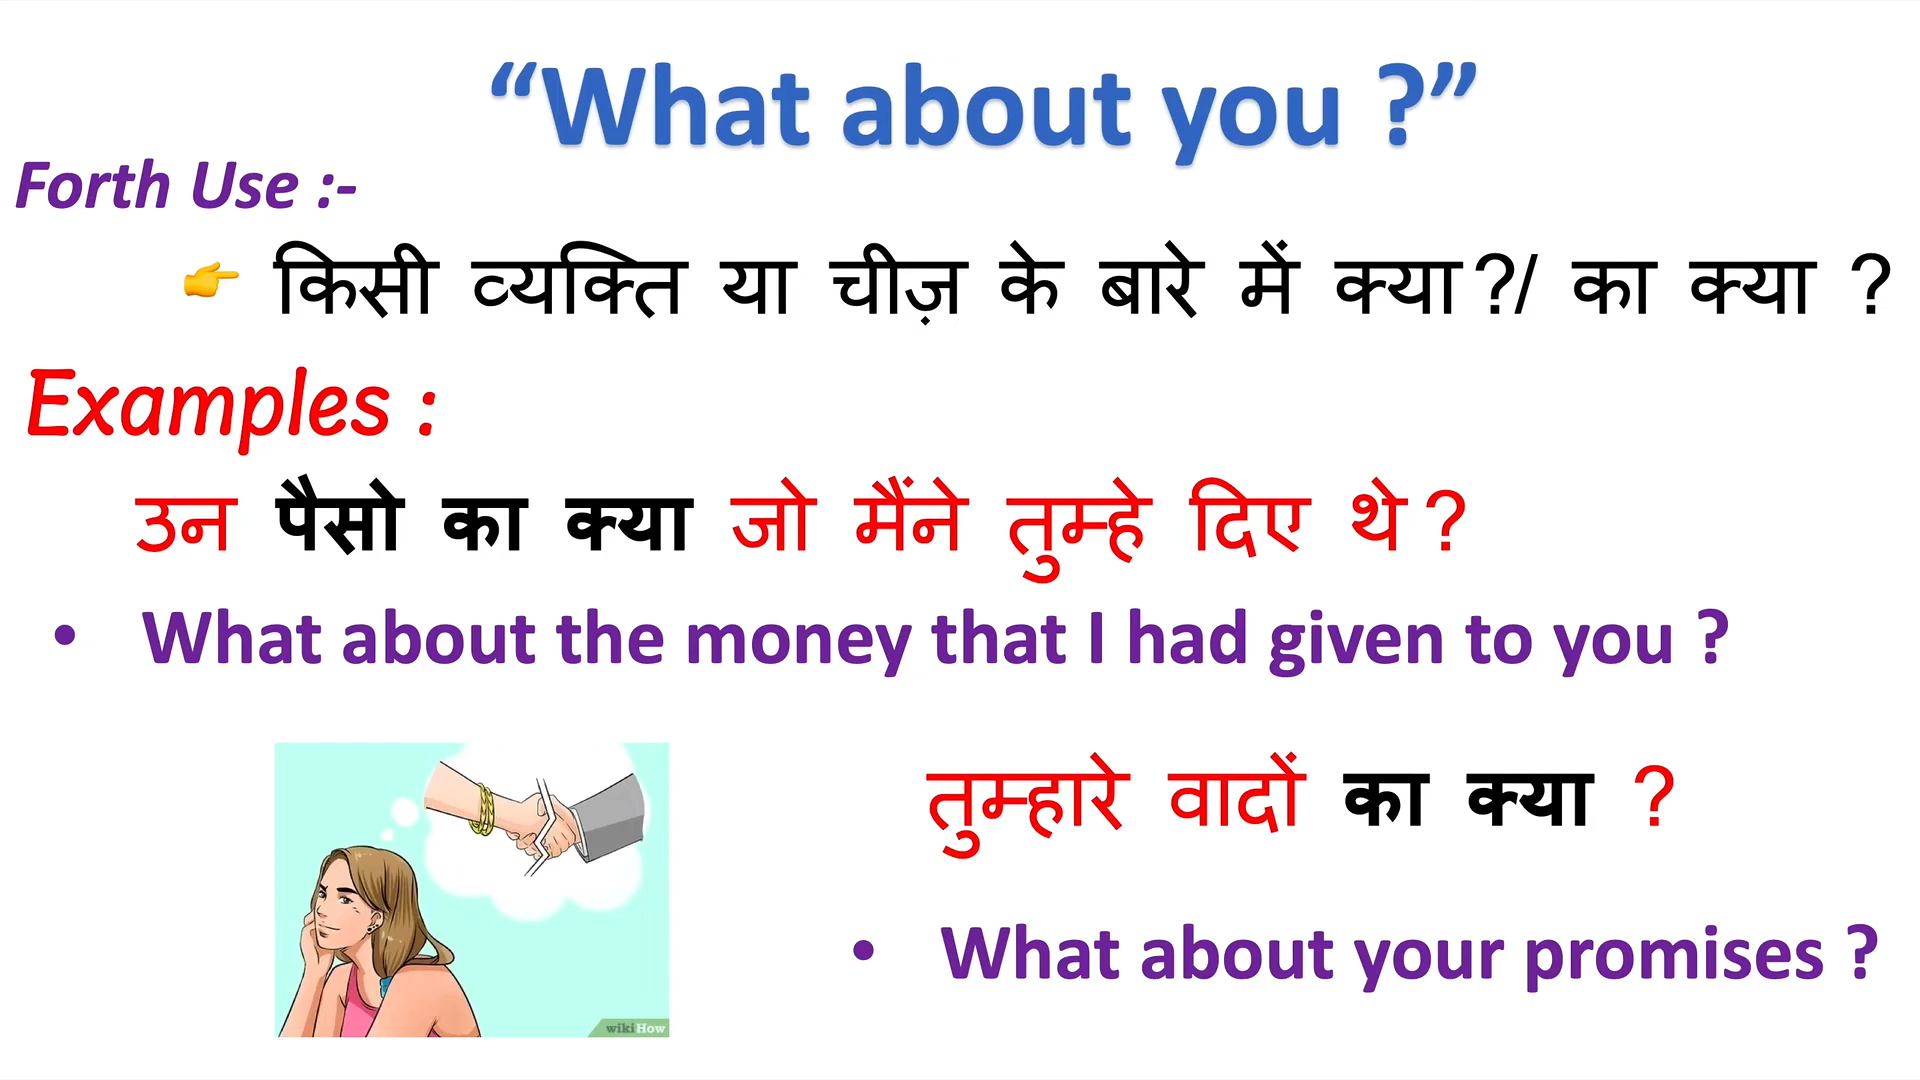 “What about you ?”
Forth Use :-
👉 किसी व्यक्ति या चीज़ के बारे में क्या?/ का क्या ?
Examples :
उन पैसो का क्या जो मैंने तुम्हे दिए थे?
• What about the money that I had given to you ?
तुम्हारे वादों का क्या ?
• What about your promises ?
wikiHow